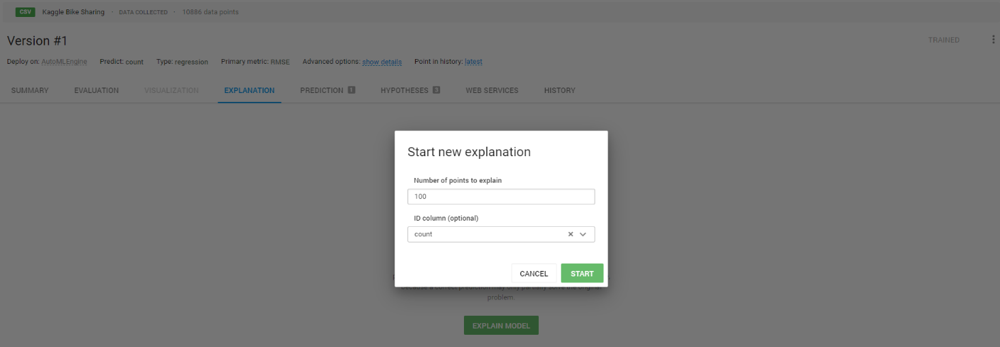 CSV Kaggle Bike Sharing · DATA COLLECTED · 10886 data points
Version #1 TRAINED
Deploy on: AutoMLEngine Predict: count Type: regression Primary metric: RMSE Advanced options: show details Point in history: latest
SUMMARY EVALUATION VISUALIZATION EXPLANATION PREDICTION 1 HYPOTHESES 3 WEB SERVICES HISTORY
Start new explanation
Number of points to explain
100
ID column (optional)
count
CANCEL START
because a correct prediction may only partially solve the original
problem.
EXPLAIN MODEL